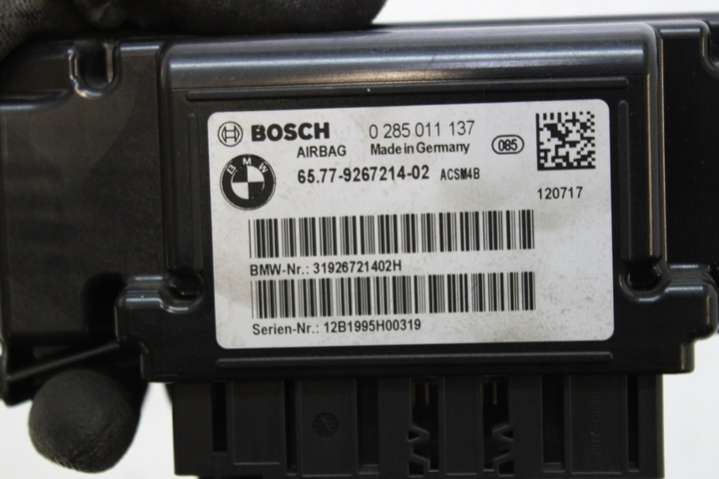 BOSCH 0 285 011 137
AIRBAG Made in Germany 085
BMW 65.77-9267214-02 ACSM4B
120717
BMW-Nr.: 31926721402H
Serien-Nr.: 12B1995H00319